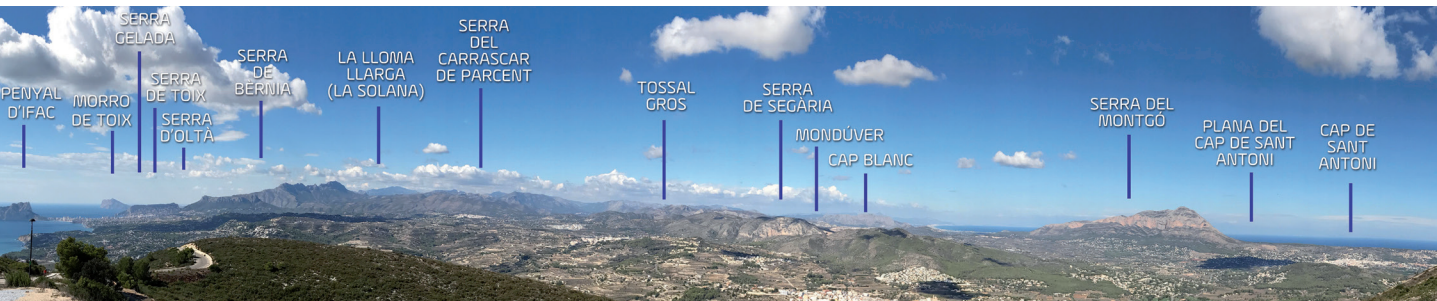 PENYAL
D'IFAC
MORRO
DE TOIX
SERRA
GELADA
SERRA
DE TOIX
SERRA
D'OLTÀ
SERRA
DE
BÈRNIA
LA LLOMA
LLARGA
(LA SOLANA)
SERRA
DEL
CARRASCAR
DE PARCENT
TOSSAL
GROS
SERRA
DE SEGÀRIA
MONDÚVER
CAP BLANC
SERRA DEL
MONTGÓ
PLANA DEL
CAP DE SANT
ANTONI
CAP DE
SANT
ANTONI